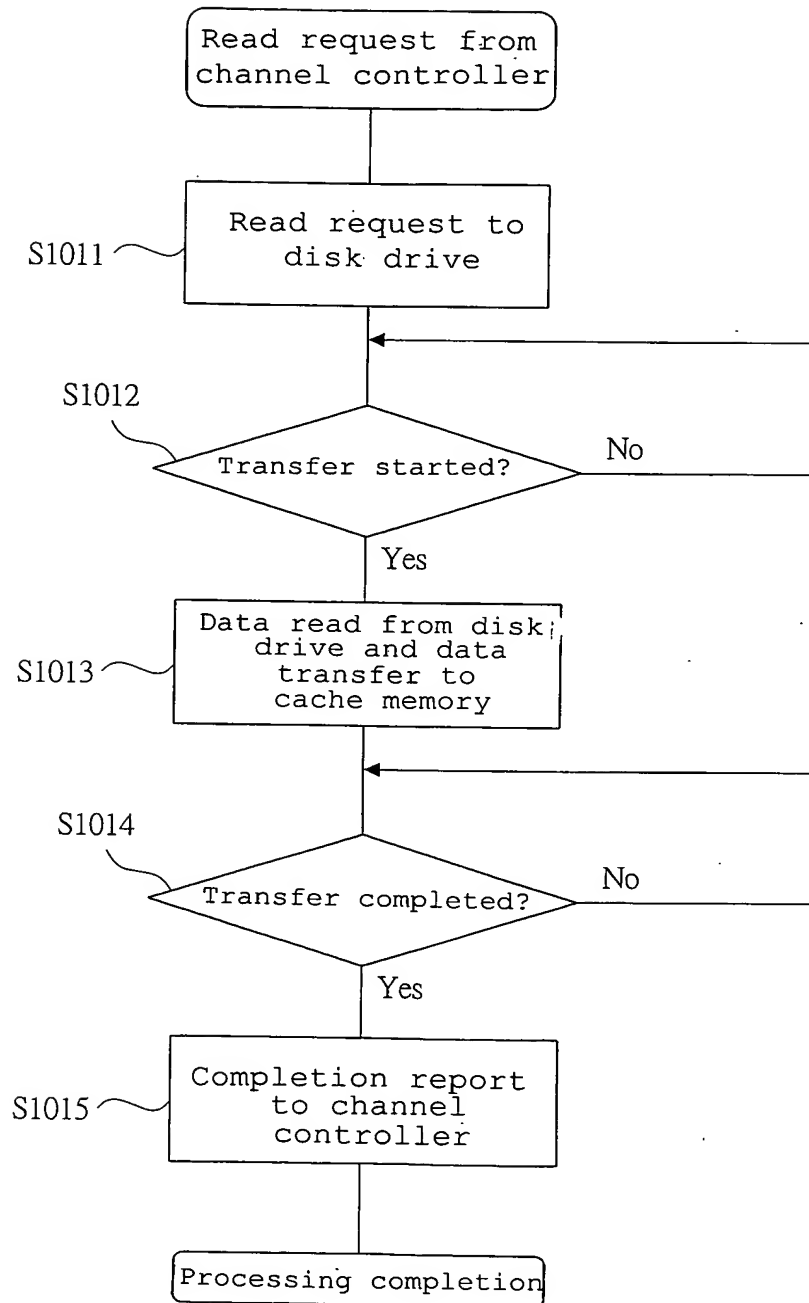 Read request from
channel controller
Read request to
disk drive
S1011
S1012
Transfer started?
No
Yes
Data read from disk
drive and data
transfer to
cache memory
S1013
S1014
Transfer completed?
No
Yes
Completion report
to channel
controller
S1015
Processing completion